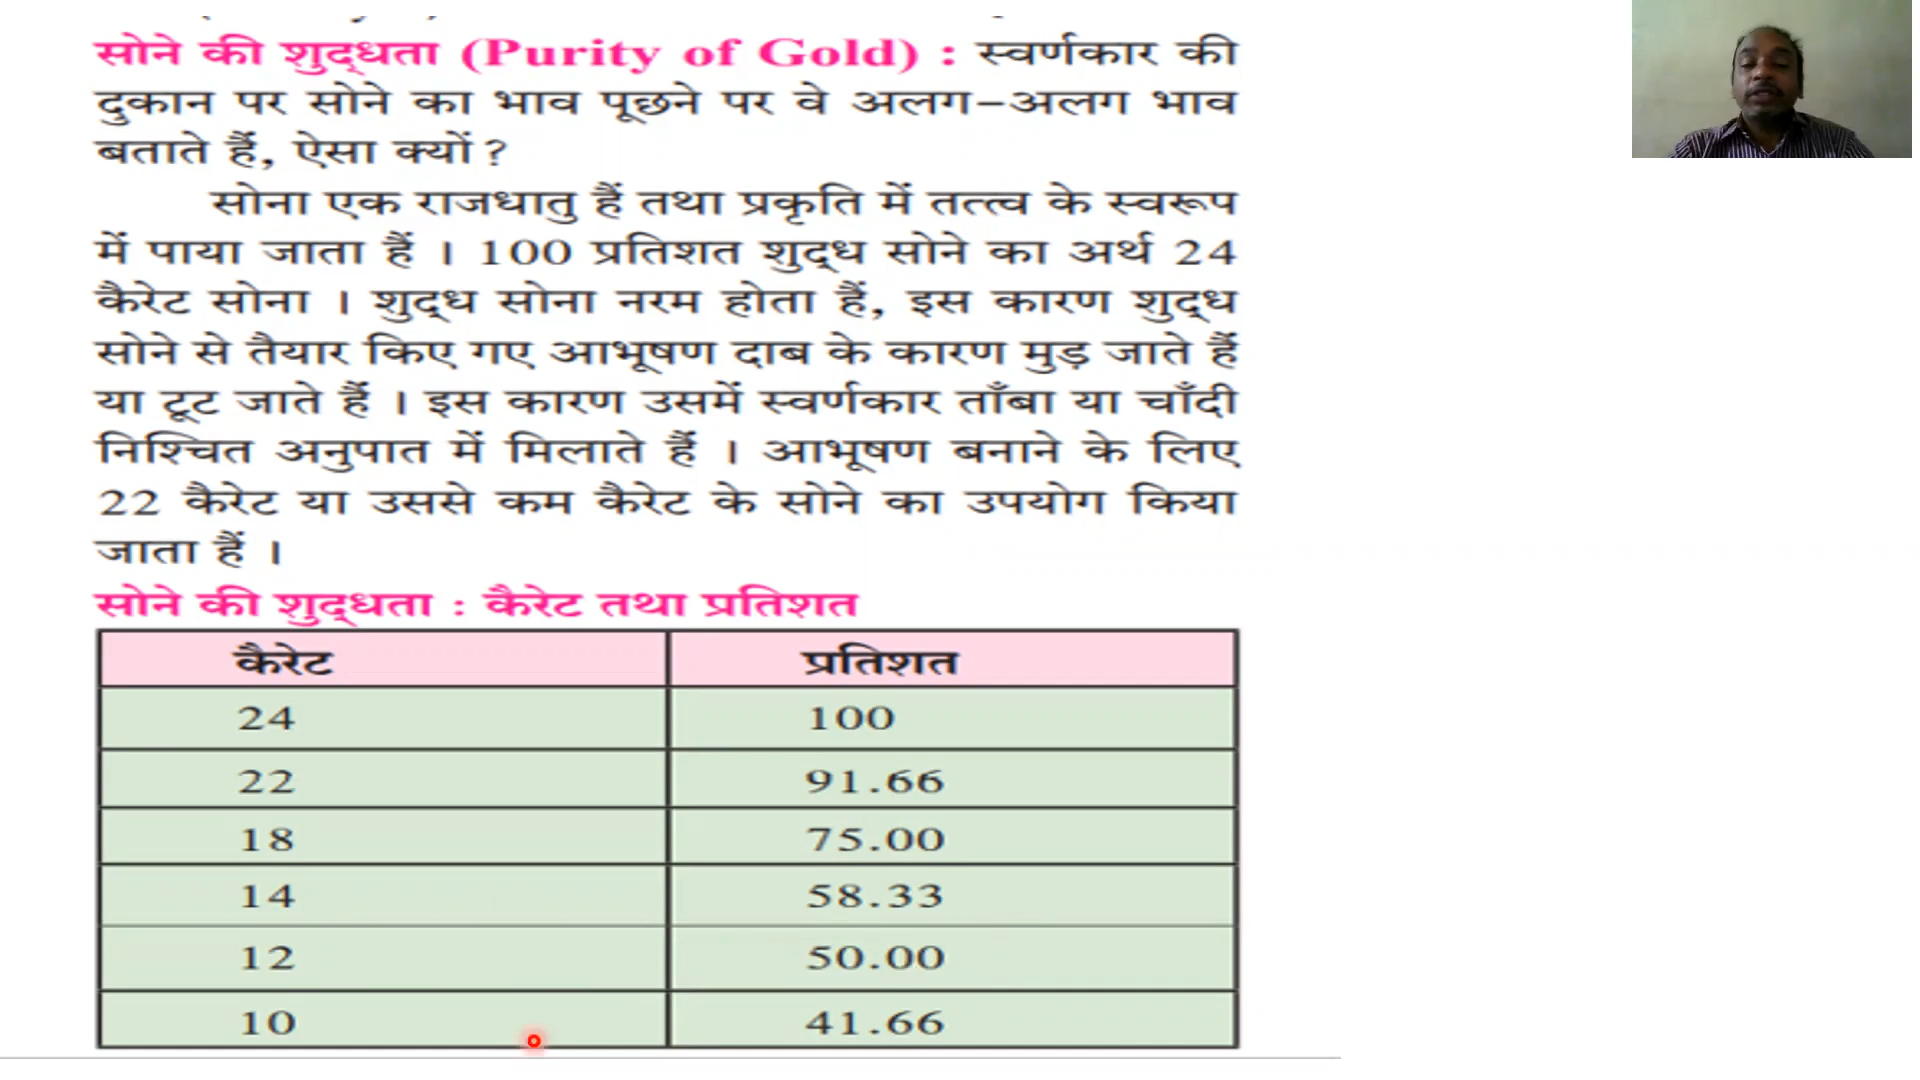 सोने की शुद्धता (Purity of Gold) : स्वर्णकार की
दुकान पर सोने का भाव पूछने पर वे अलग-अलग भाव
बताते हैं, ऐसा क्यों ?
सोना एक राजधातु हैं तथा प्रकृति में तत्त्व के स्वरूप
में पाया जाता हैं । 100 प्रतिशत शुद्ध सोने का अर्थ 24
कैरेट सोना । शुद्ध सोना नरम होता हैं, इस कारण शुद्ध
सोने से तैयार किए गए आभूषण दाब के कारण मुड़ जाते हैं
या टूट जाते हैं । इस कारण उसमें स्वर्णकार ताँबा या चाँदी
निश्चित अनुपात में मिलाते हैं । आभूषण बनाने के लिए
22 कैरेट या उससे कम कैरेट के सोने का उपयोग किया
जाता हैं ।
सोने की शुद्धता : कैरेट तथा प्रतिशत
कैरेट प्रतिशत
24 100
22 91.66
18 75.00
14 58.33
12 50.00
10 41.66